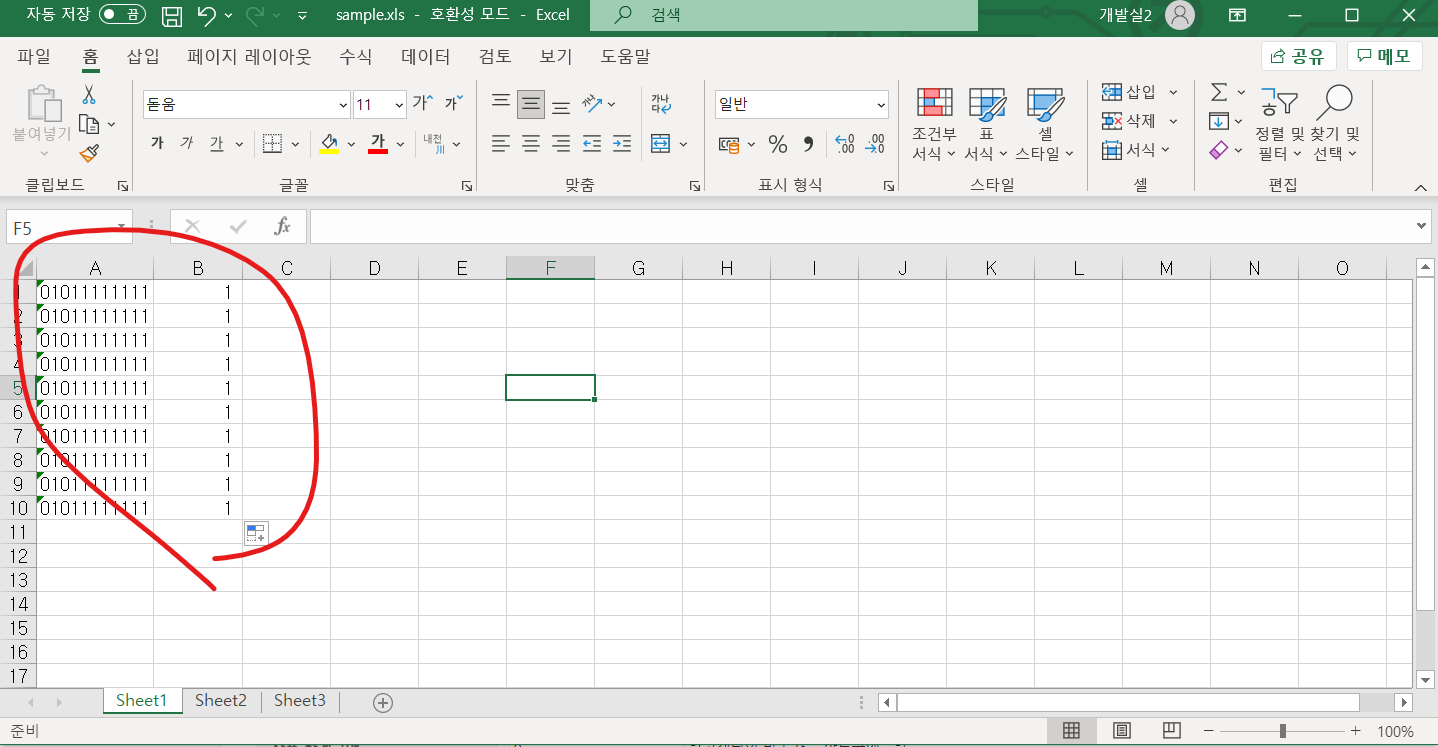 자동 저장 끔 sample.xls - 호환성 모드 - Excel 검색 개발실2
파일 홈 삽입 페이지 레이아웃 수식 데이터 검토 보기 도움말 공유 메모
붙여넣기 돋움 11 가 가 가나다 일반 조건부 서식 표 서식 셀 스타일 삽입 정렬 및 필터 찾기 및 선택
가 가 가 가 내천 % .00 .00 삭제
서식
클립보드 글꼴 맞춤 표시 형식 스타일 셀 편집
F5 fx
A B C D E F G H I J K L M N O
1 01011111111 1
2 01011111111 1
3 01011111111 1
4 01011111111 1
5 01011111111 1
6 01011111111 1
7 01011111111 1
8 01011111111 1
9 01011111111 1
10 01011111111 1
11
12
13
14
15
16
17
Sheet1 Sheet2 Sheet3
준비 100%